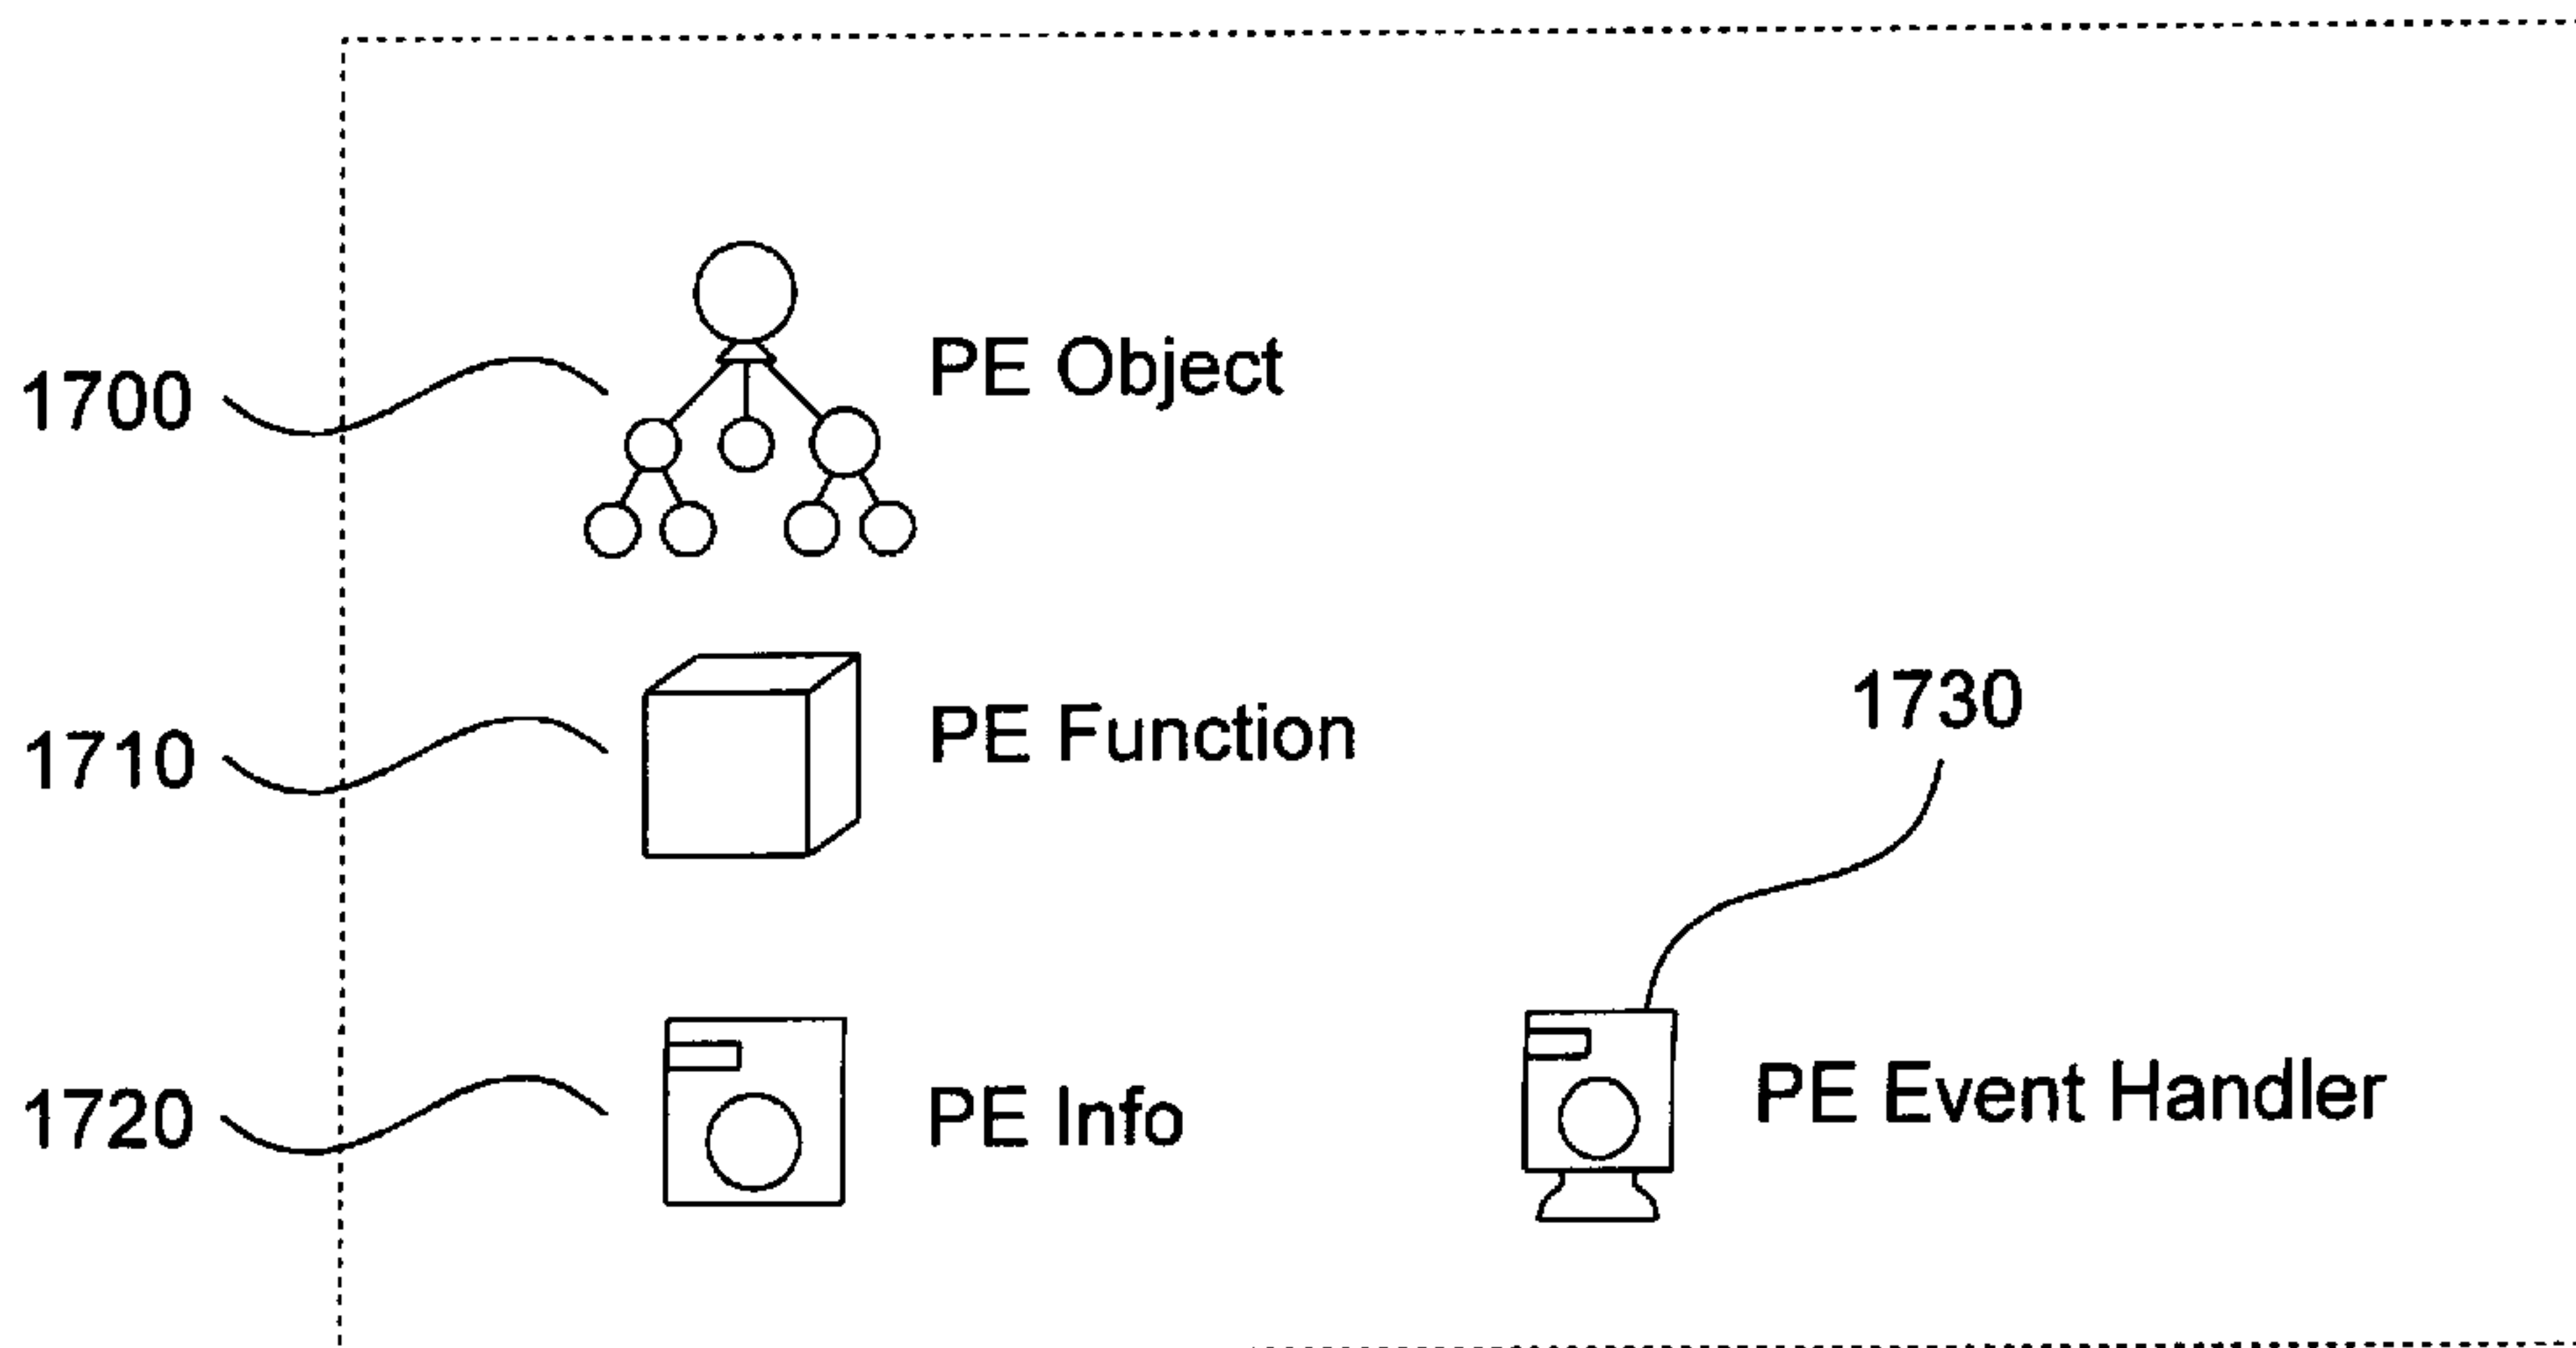 PE Object
1700
PE Function
1710
1730
PE Info
1720
PE Event Handler